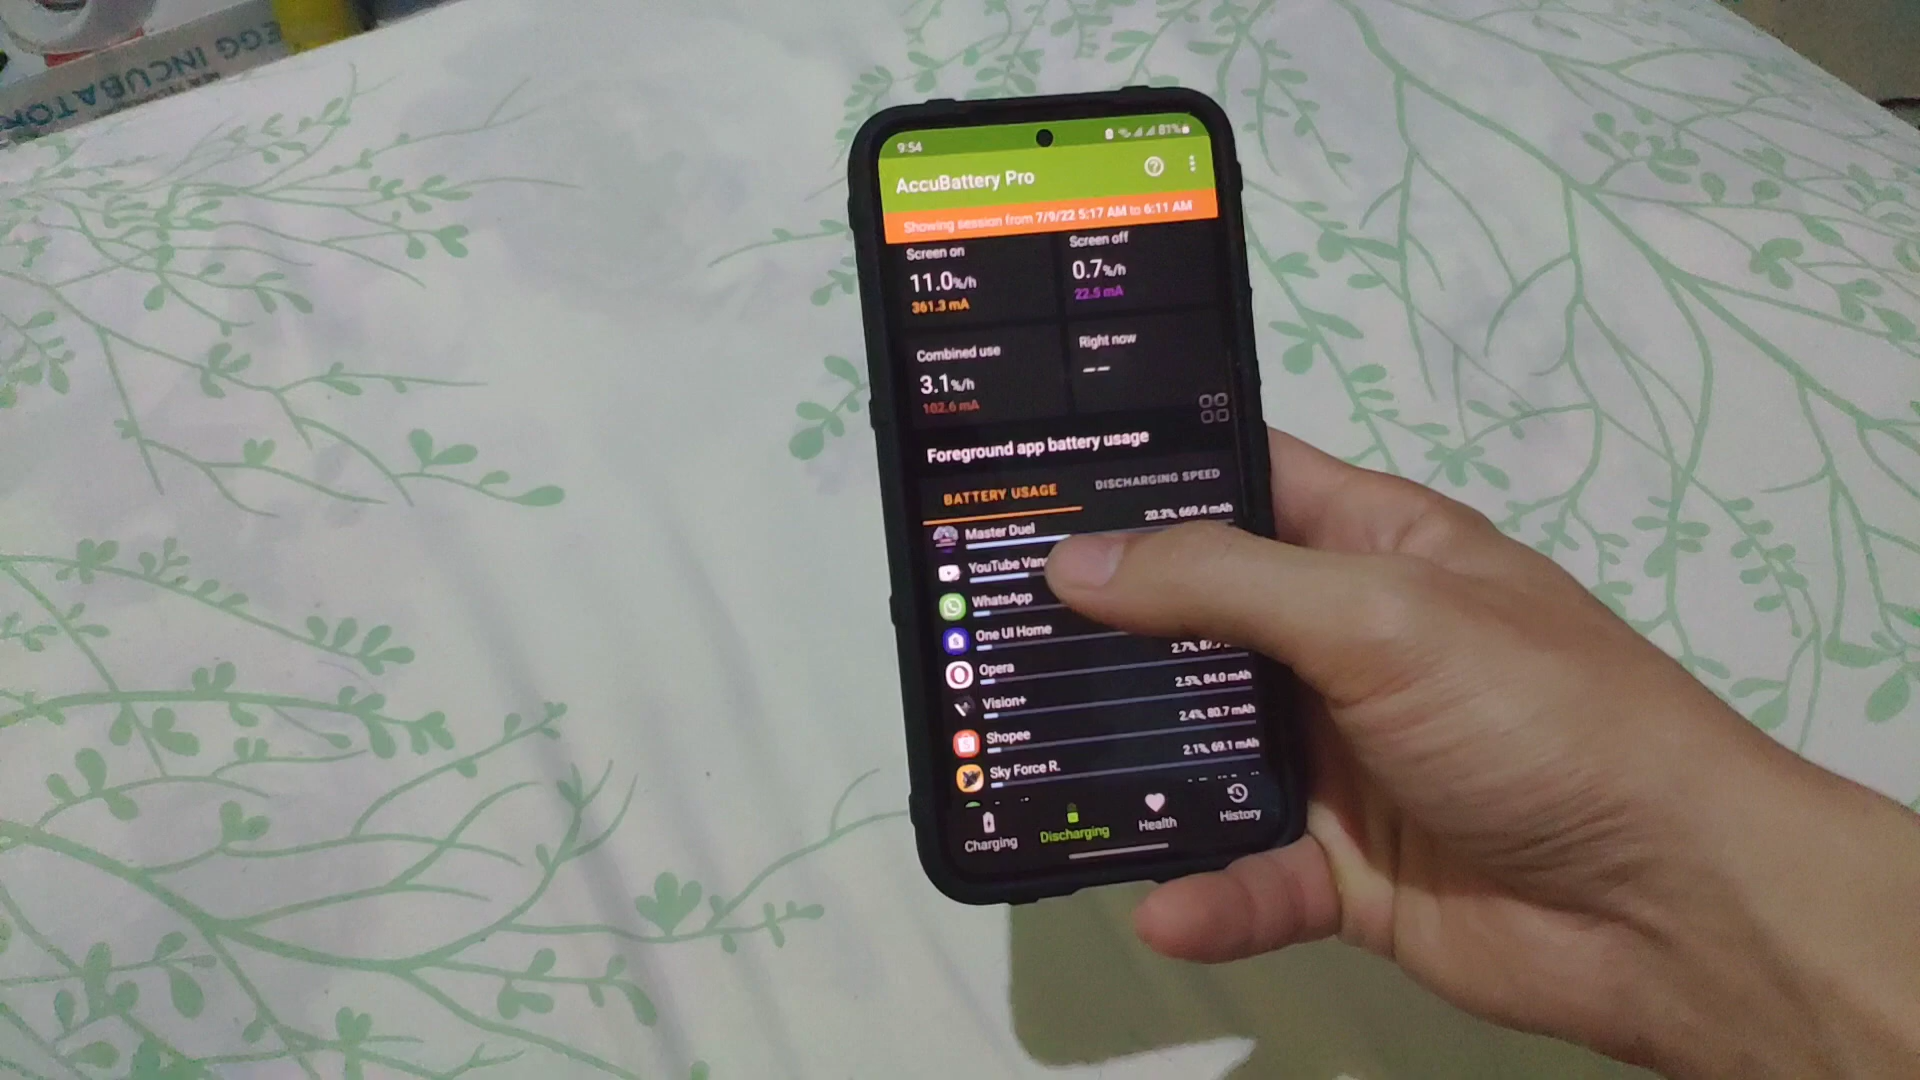 EGG INCUBATOR
9:54
81%
AccuBattery Pro
Showing session from 7/9/22 5:17 AM to 6:11 AM
Screen on
Screen off
11.0%/h
0.7%/h
361.3 mA
22.5 mA
Combined use
Right now
3.1%/h
--
102.6 mA
Foreground app battery usage
BATTERY USAGE
DISCHARGING SPEED
Master Duel
20.3%, 669.4 mAh
YouTube
WhatsApp
One UI Home
Opera
2.7%,
Vision+
2.5%, 84.0 mAh
Shopee
2.4%, 80.7 mAh
Sky Force R.
2.1%, 69.1 mAh
Charging
Discharging
Health
History